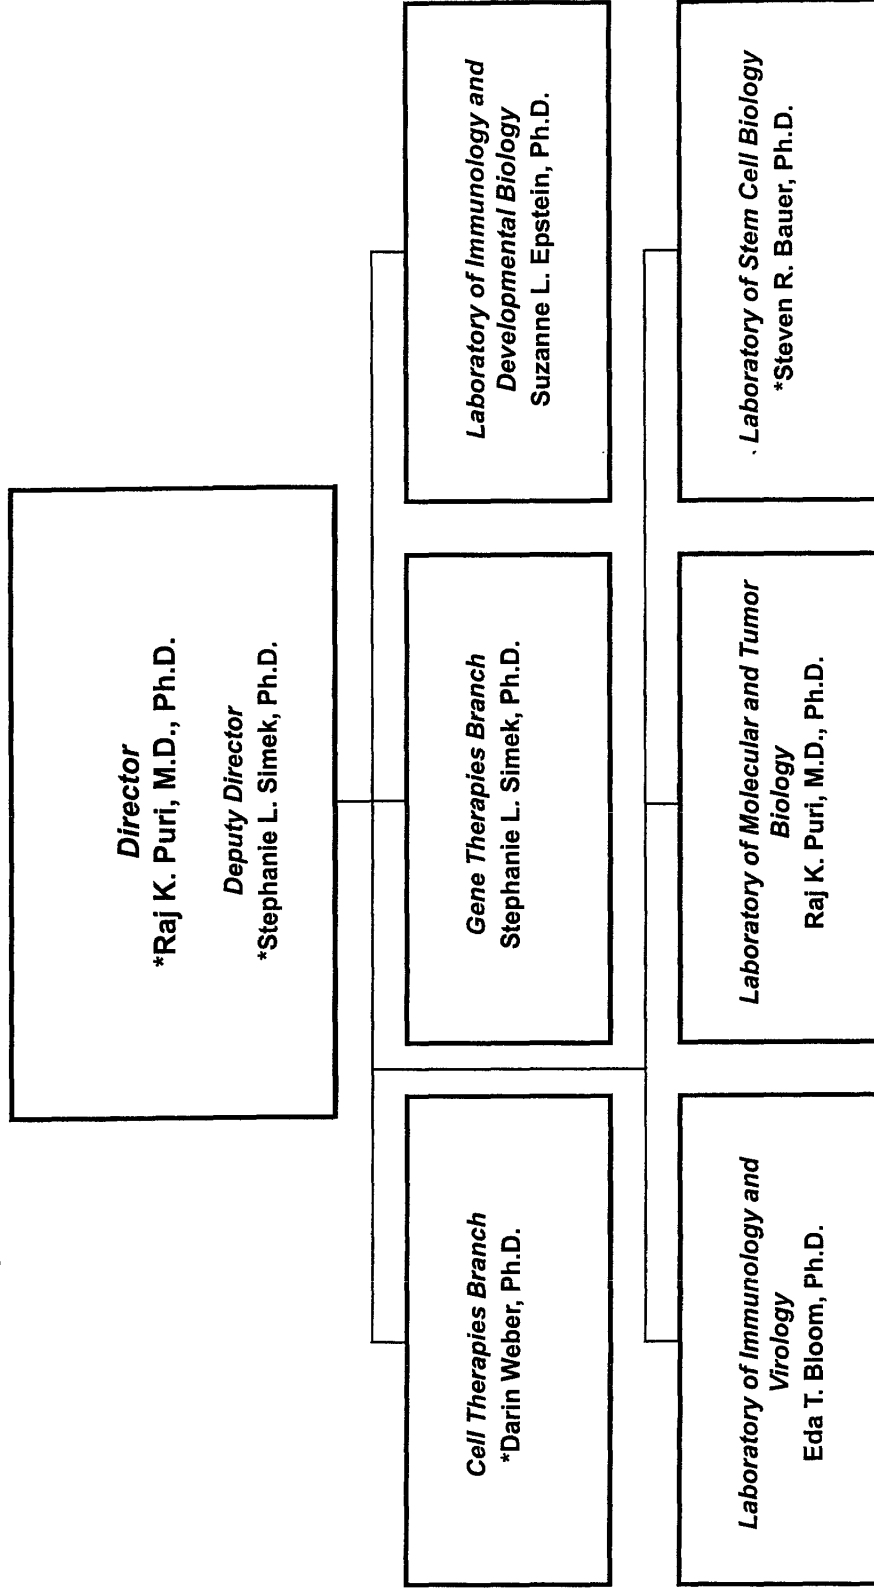 Director
*Raj K. Puri, M.D., Ph.D.
Deputy Director
*Stephanie L. Simek, Ph.D.
Cell Therapies Branch
*Darin Weber, Ph.D.
Gene Therapies Branch
Stephanie L. Simek, Ph.D.
Laboratory of Immunology and
Developmental Biology
Suzanne L. Epstein, Ph.D.
Laboratory of Immunology and
Virology
Eda T. Bloom, Ph.D.
Laboratory of Molecular and Tumor
Biology
Raj K. Puri, M.D., Ph.D.
Laboratory of Stem Cell Biology
*Steven R. Bauer, Ph.D.